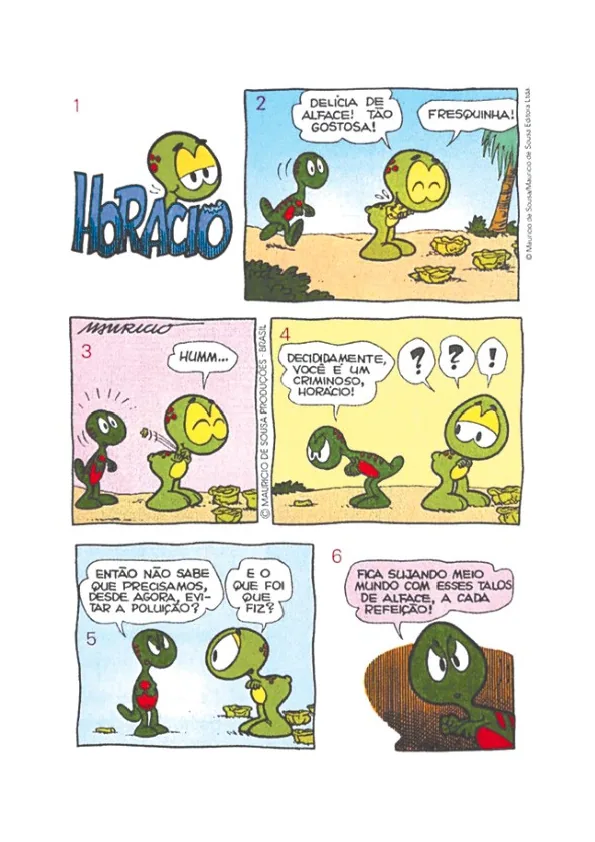 1
HORACIO
2
DELÍCIA DE
ALFACE! TÃO
GOSTOSA!
FRESQUINHA!
© Mauricio de Sousa/Mauricio de Sousa Editora Ltda.
MAURICIO
3
HUMM...
© MAURICIO DE SOUSA PRODUÇÕES - BRASIL
4
DECIDIDAMENTE,
VOCÊ É UM
CRIMINOSO,
HORÁCIO!
?
?
!
5
ENTÃO NÃO SABE
QUE PRECISAMOS,
DESDE AGORA, EVI-
TAR A POLUIÇÃO?
E O
QUE FOI
QUE
FIZ?
6
FICA SUJANDO MEIO
MUNDO COM ESSES TALOS
DE ALFACE, A CADA
REFEIÇÃO!